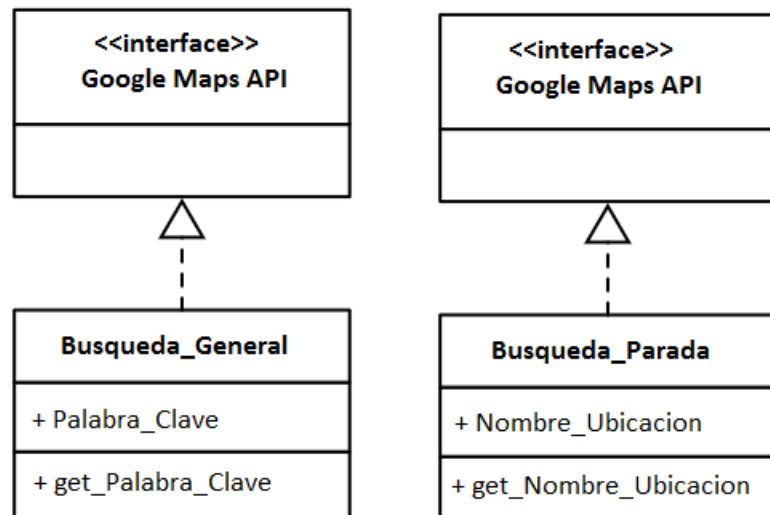 <<interface>>
Google Maps API
Busqueda_General
+ Palabra_Clave
+ get_Palabra_Clave
<<interface>>
Google Maps API
Busqueda_Parada
+ Nombre_Ubicacion
+ get_Nombre_Ubicacion